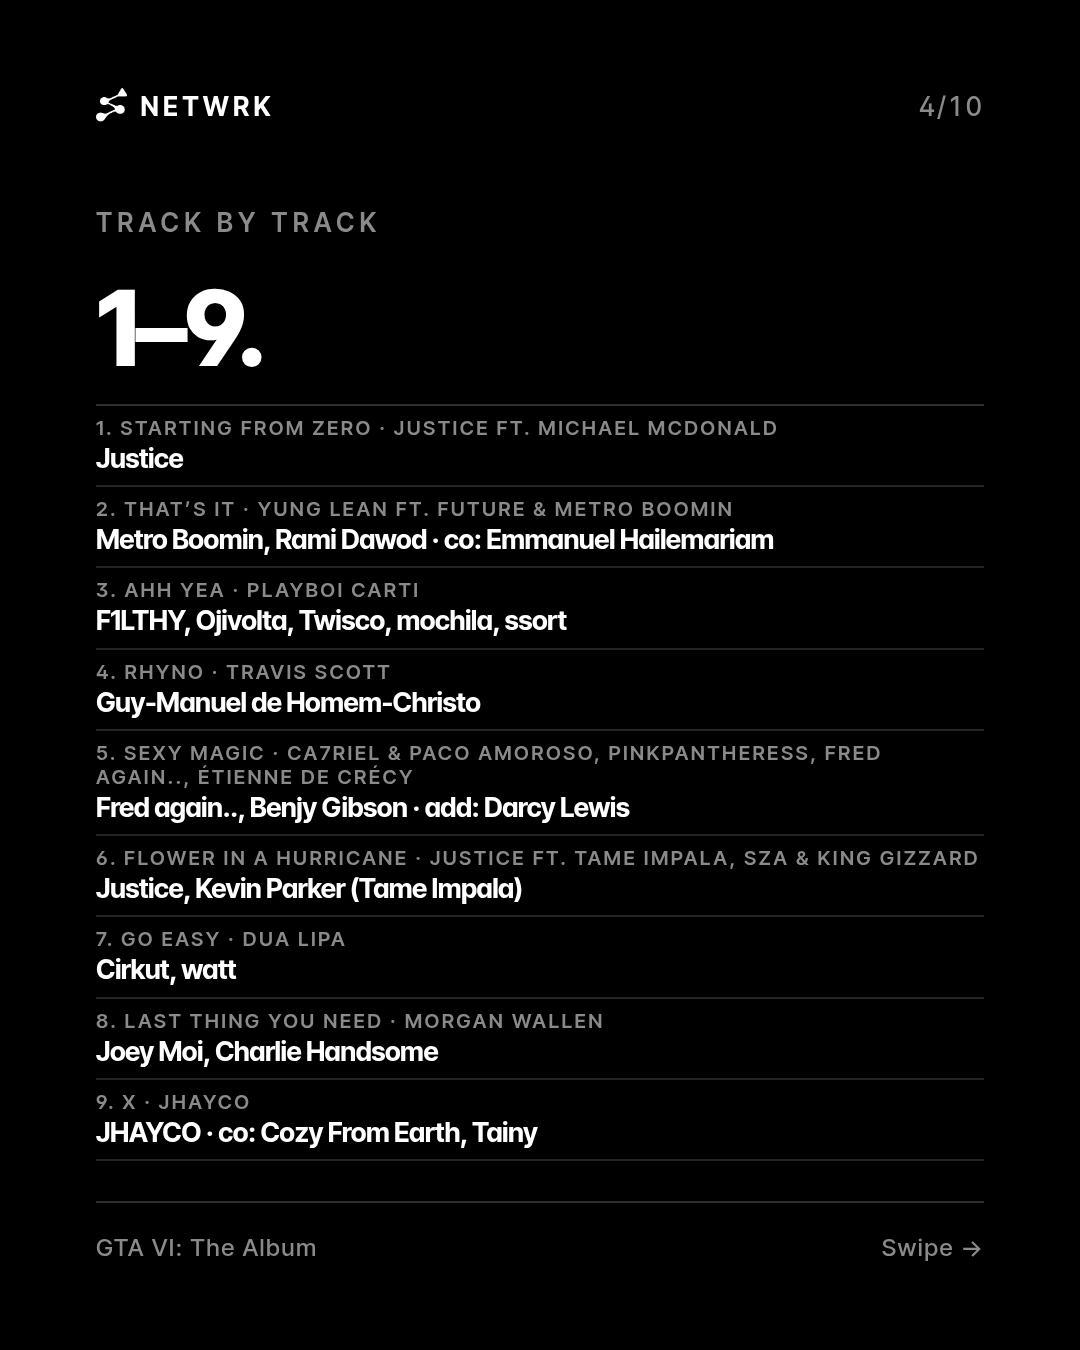 NETWRK
4/10
TRACK BY TRACK
1–9.
1. STARTING FROM ZERO · JUSTICE FT. MICHAEL MCDONALD
Justice
2. THAT’S IT · YUNG LEAN FT. FUTURE & METRO BOOMIN
Metro Boomin, Rami Dawod · co: Emmanuel Hailemariam
3. AHH YEA · PLAYBOI CARTI
F1LTHY, Ojivolta, Twisco, mochila, ssort
4. RHYNO · TRAVIS SCOTT
Guy-Manuel de Homem-Christo
5. SEXY MAGIC · CA7RIEL & PACO AMOROSO, PINKPANTHERESS, FRED
AGAIN.., ÉTIENNE DE CRÉCY
Fred again.., Benjy Gibson · add: Darcy Lewis
6. FLOWER IN A HURRICANE · JUSTICE FT. TAME IMPALA, SZA & KING GIZZARD
Justice, Kevin Parker (Tame Impala)
7. GO EASY · DUA LIPA
Cirkut, watt
8. LAST THING YOU NEED · MORGAN WALLEN
Joey Moi, Charlie Handsome
9. X · JHAYCO
JHAYCO · co: Cozy From Earth, Tainy
GTA VI: The Album
Swipe →